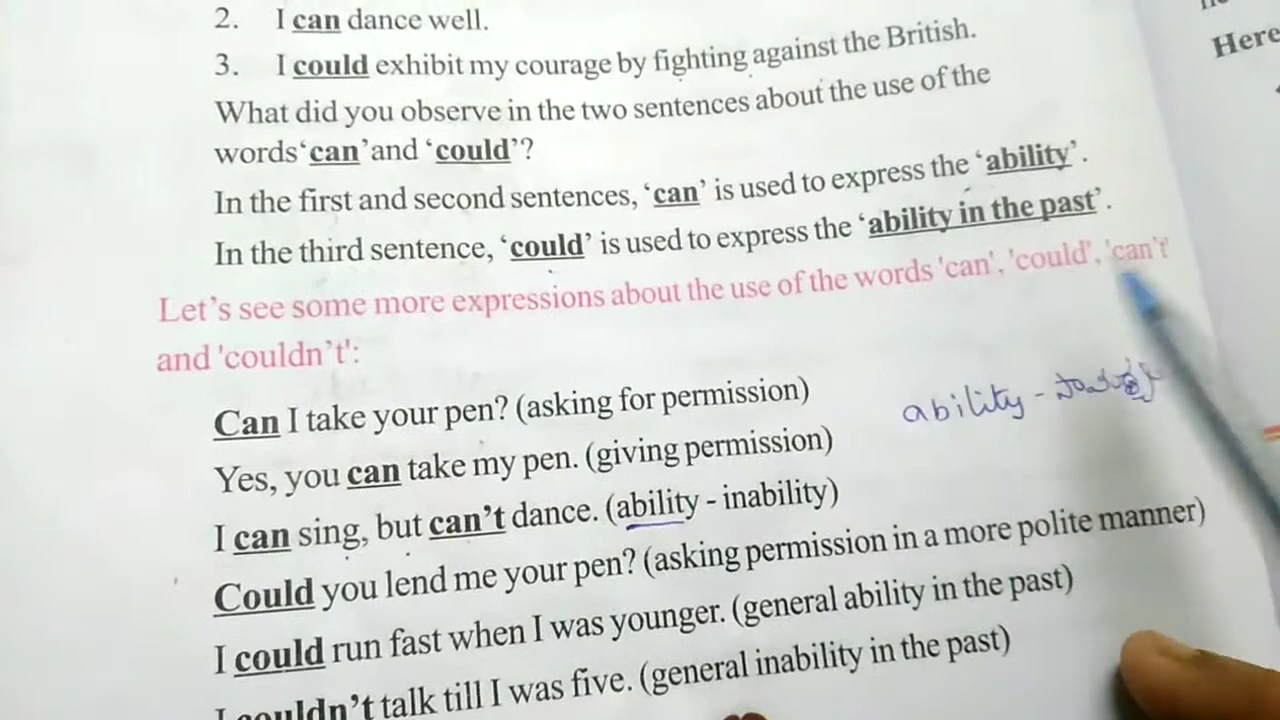 2. I can dance well.
3. I could exhibit my courage by fighting against the British.
What did you observe in the two sentences about the use of the
words‘can’and ‘could’?
In the first and second sentences, ‘can’ is used to express the ‘ability’.
In the third sentence, ‘could’ is used to express the ‘ability in the past’.
Let’s see some more expressions about the use of the words 'can', 'could', 'can't'
and 'couldn’t':
Can I take your pen? (asking for permission)
Yes, you can take my pen. (giving permission)
I can sing, but can’t dance. (ability - inability)
Could you lend me your pen? (asking permission in a more polite manner)
I could run fast when I was younger. (general ability in the past)
I couldn’t talk till I was five. (general inability in the past)
ability -
Here